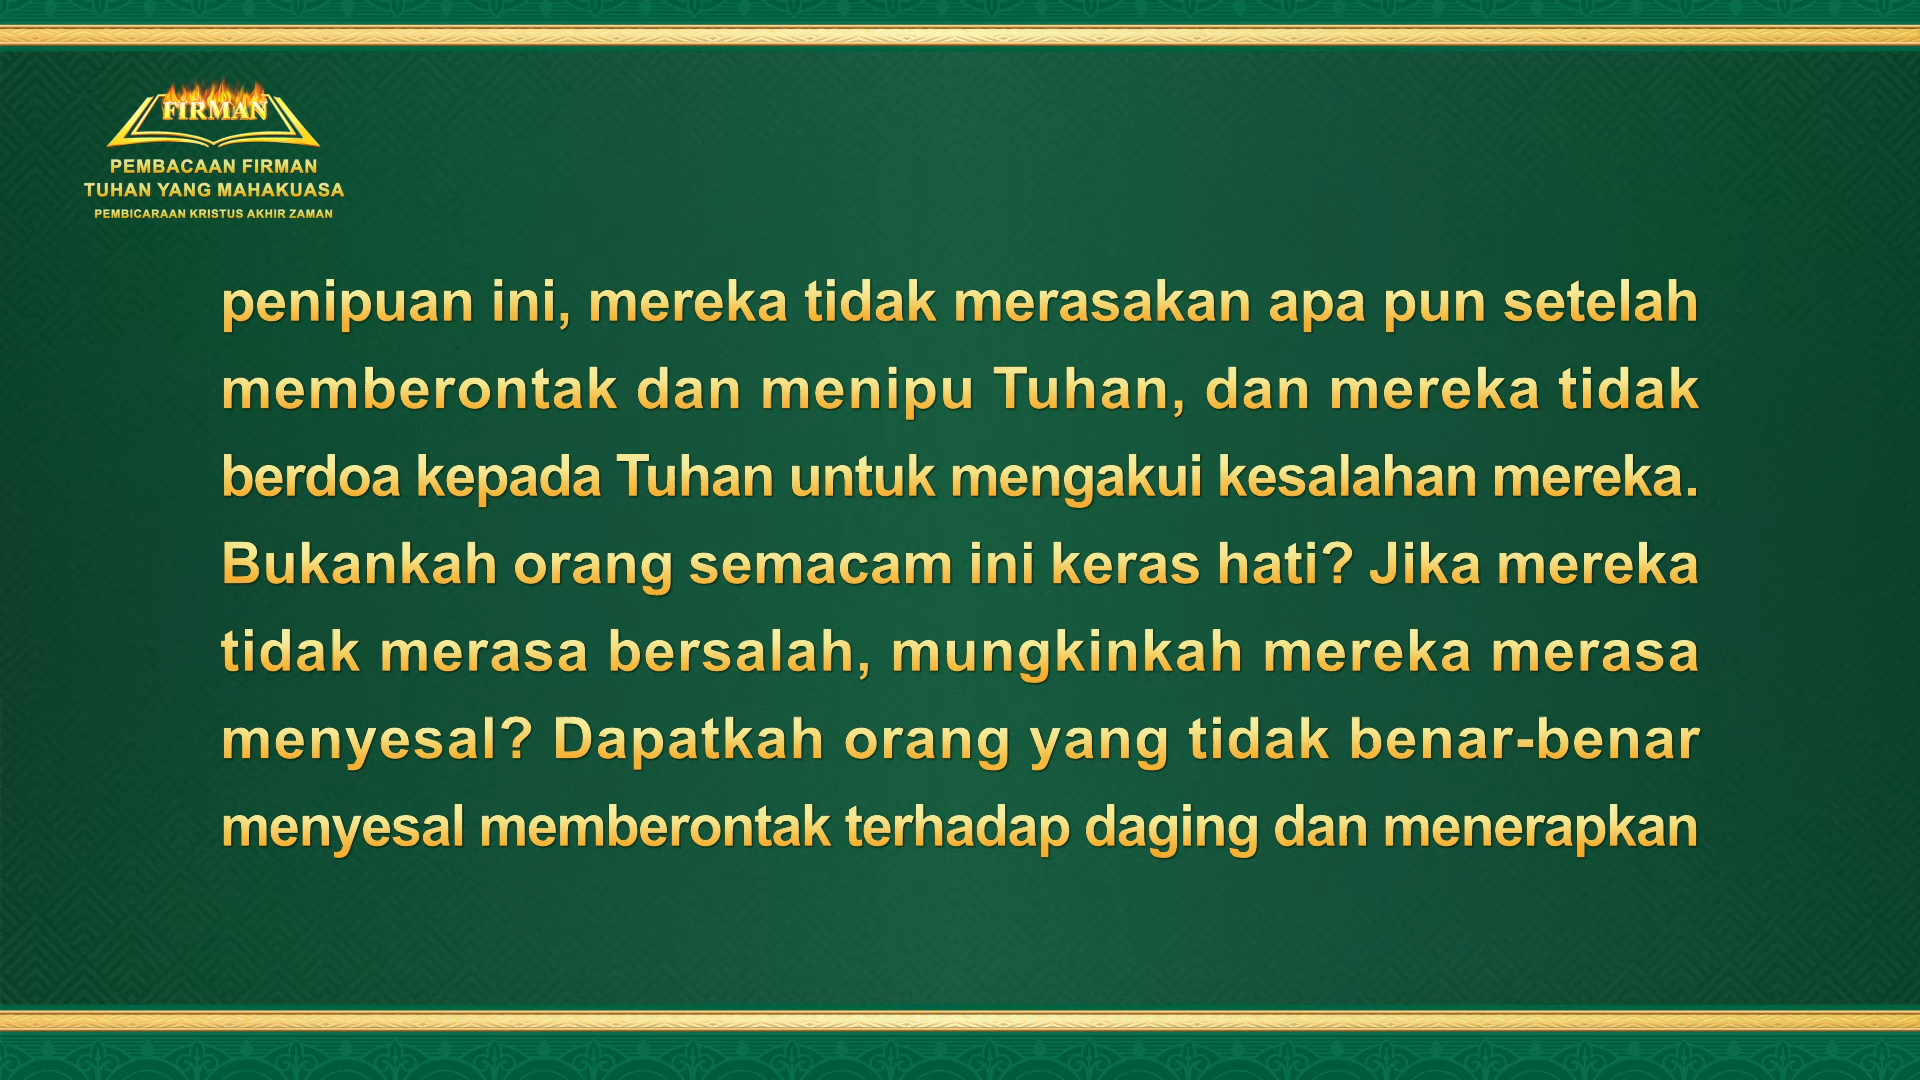 FIRMAN
PEMBACAAN FIRMAN
TUHAN YANG MAHAKUASA
PEMBICARAAN KRISTUS AKHIR ZAMAN
penipuan ini, mereka tidak merasakan apa pun setelah
memberontak dan menipu Tuhan, dan mereka tidak
berdoa kepada Tuhan untuk mengakui kesalahan mereka.
Bukankah orang semacam ini keras hati? Jika mereka
tidak merasa bersalah, mungkinkah mereka merasa
menyesal? Dapatkah orang yang tidak benar-benar
menyesal memberontak terhadap daging dan menerapkan